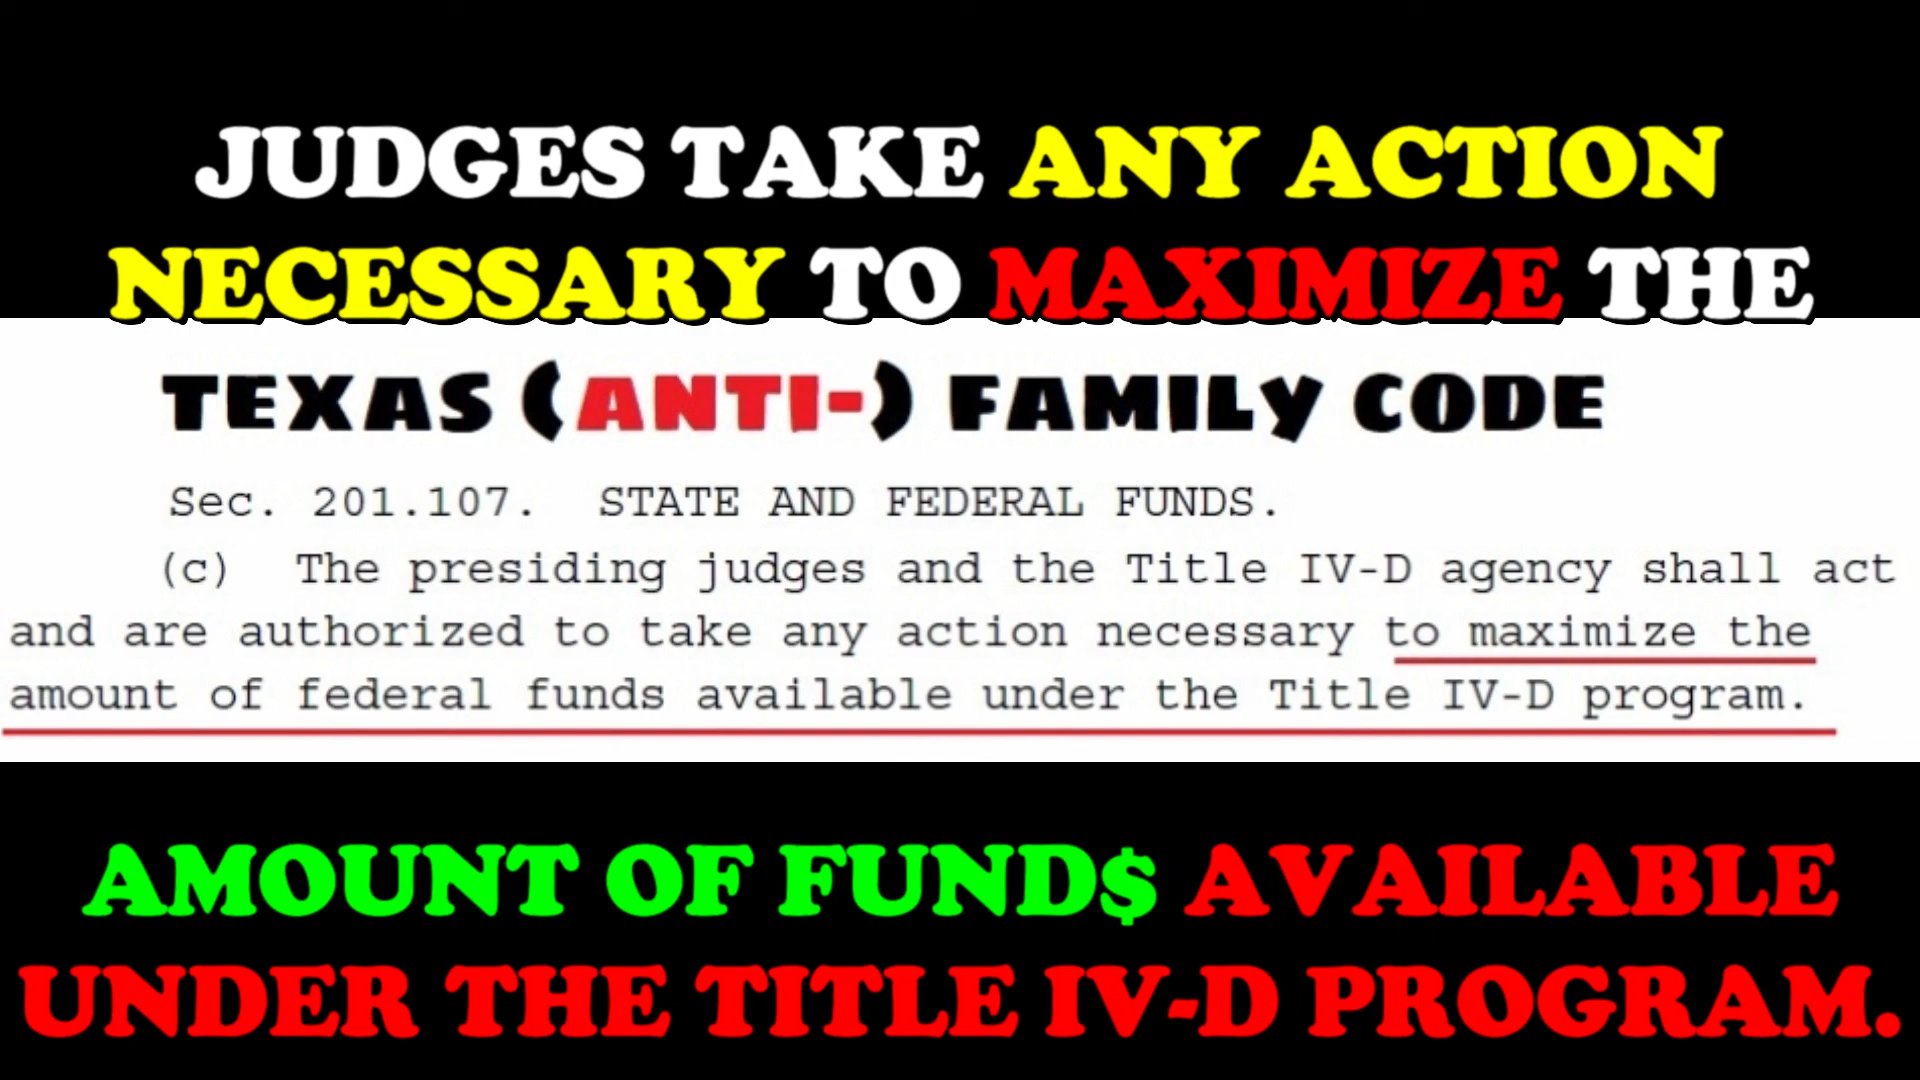 JUDGES TAKE ANY ACTION
NECESSARY TO MAXIMIZE THE
TEXAS (ANTI-) FAMILY CODE
Sec. 201.107. STATE AND FEDERAL FUNDS.
(c) The presiding judges and the Title IV-D agency shall act
and are authorized to take any action necessary to maximize the
amount of federal funds available under the Title IV-D program.
AMOUNT OF FUND$ AVAILABLE
UNDER THE TITLE IV-D PROGRAM.